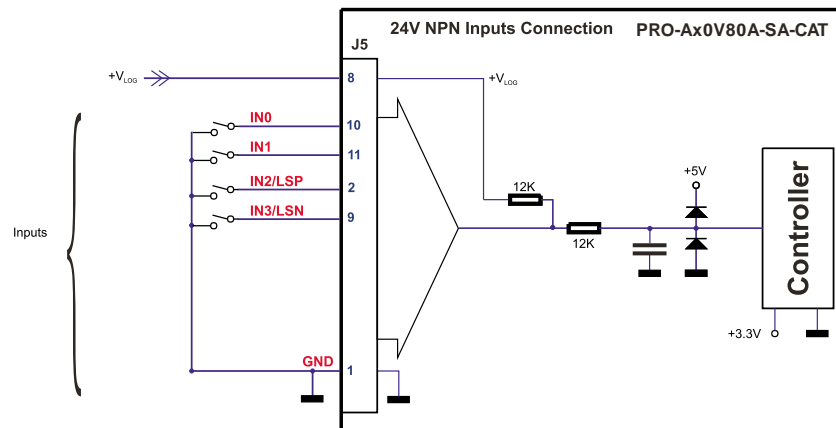 24V NPN Inputs Connection PRO-Ax0V80A-SA-CAT
J5
+VLOG 8 +VLOG
IN0 10
IN1 11
IN2/LSP 2
IN3/LSN 9
12K
12K
+5V
Controller
Inputs
+3.3V
GND 1